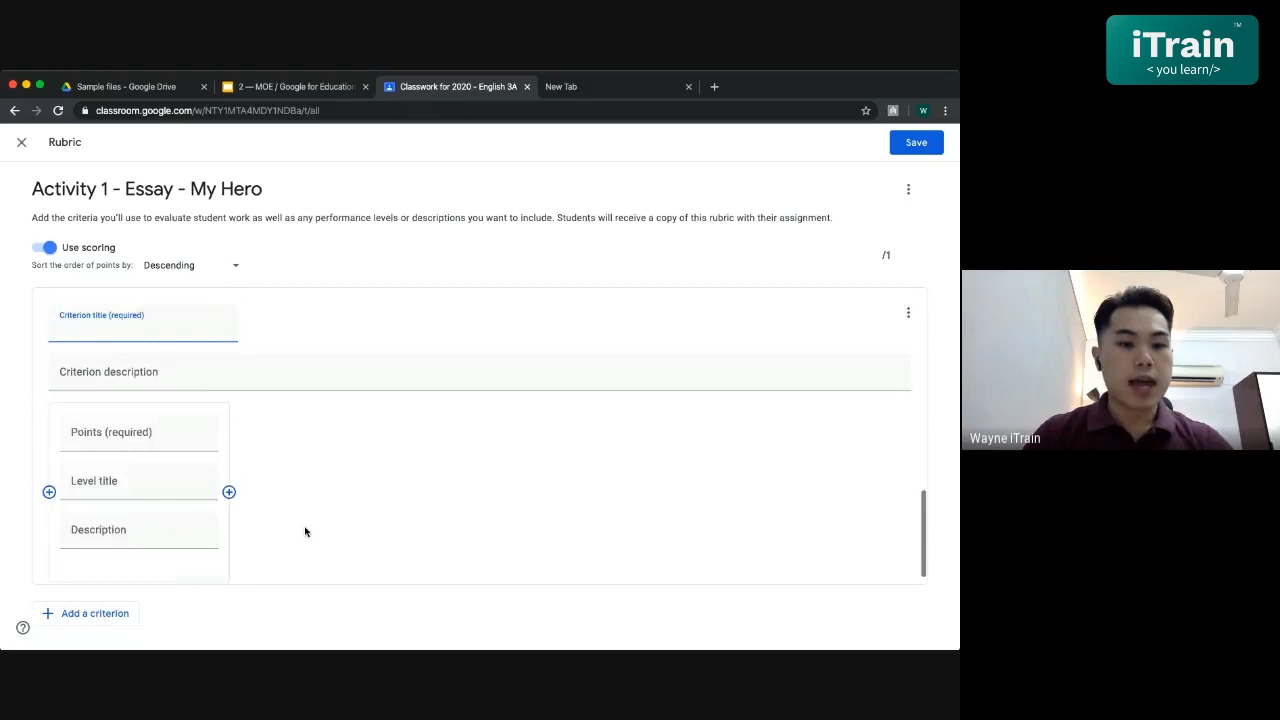 iTrain™
< you learn/>
Sample files - Google Drive
2 — MOE / Google for Education
Classwork for 2020 - English 3A
New Tab
classroom.google.com/w/NTY1MTA4MDY1NDBa/t/all
W
Rubric
Save
Activity 1 - Essay - My Hero
Add the criteria you'll use to evaluate student work as well as any performance levels or descriptions you want to include. Students will receive a copy of this rubric with their assignment.
Use scoring
/1
Sort the order of points by: Descending
Criterion title (required)
Criterion description
Points (required)
Level title
Description
Add a criterion
Wayne iTrain